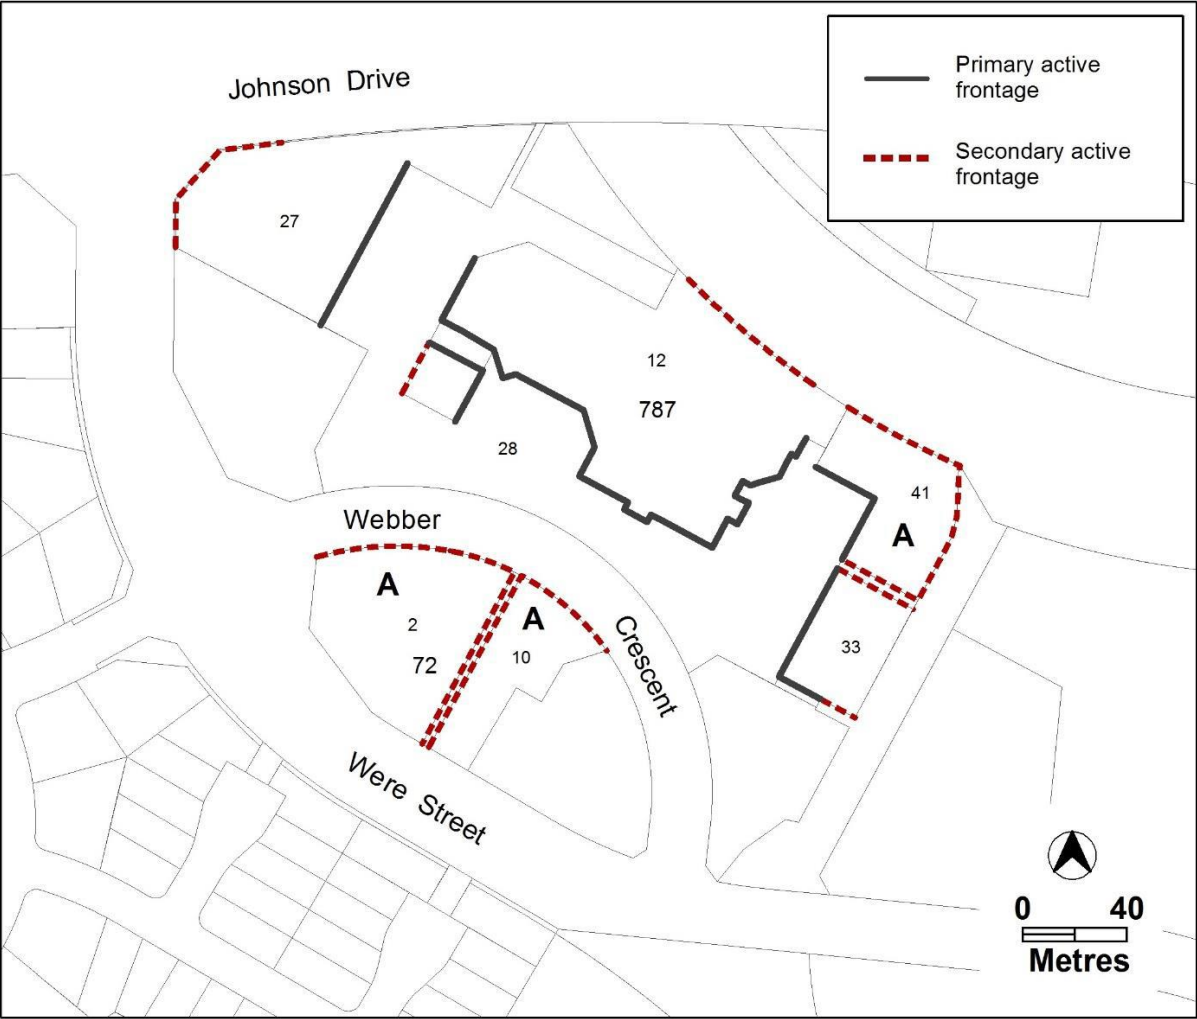 Johnson Drive
Primary active
frontage
Secondary active
frontage
27
12
787
28
41
A
Webber
A
2
72
A
10
Crescent
33
Were Street
0 40
Metres